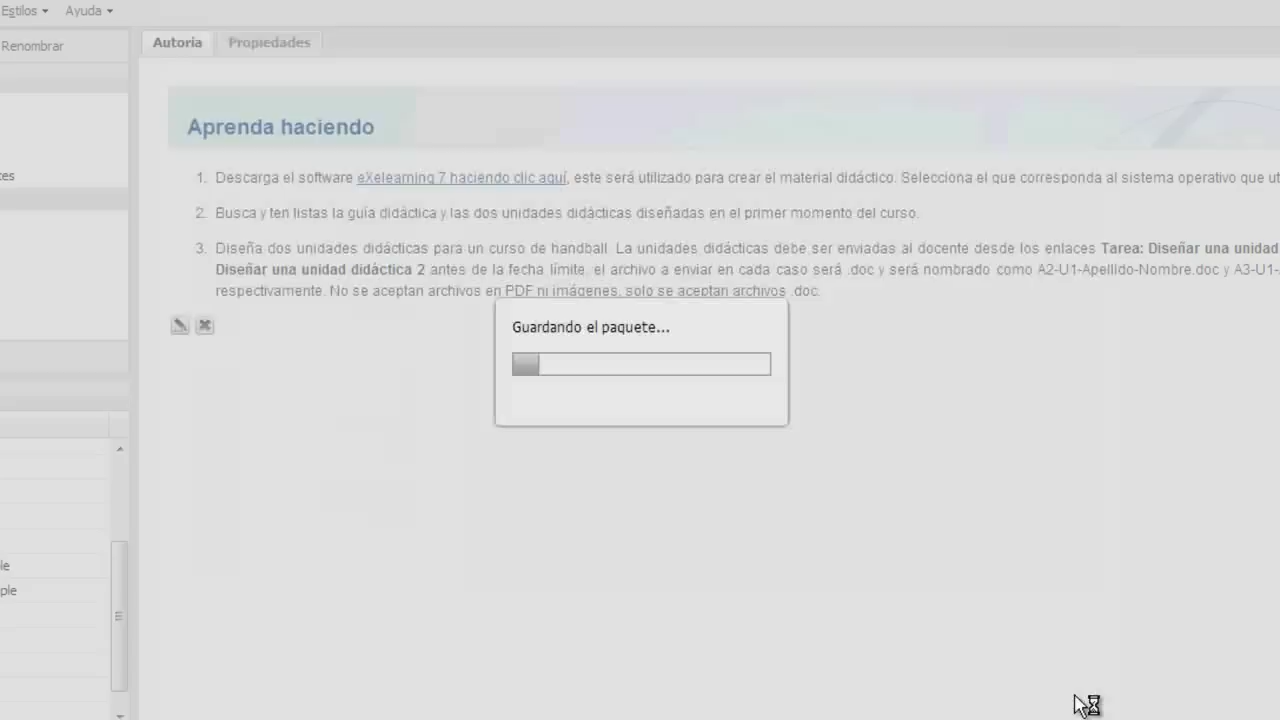 Estilos Ayuda
Renombrar
Autoría Propiedades
Aprenda haciendo
1. Descarga el software eXelearning 7 haciendo clic aquí, este será utilizado para crear el material didáctico. Selecciona el que corresponda al sistema operativo que ut
2. Busca y ten listas la guía didáctica y las dos unidades didácticas diseñadas en el primer momento del curso.
3. Diseña dos unidades didácticas para un curso de handball. La unidades didácticas debe ser enviadas al docente desde los enlaces Tarea: Diseñar una unidad
Diseñar una unidad didáctica 2 antes de la fecha límite, el archivo a enviar en cada caso será .doc y será nombrado como A2-U1-Apellido-Nombre.doc y A3-U1-
respectivamente. No se aceptan archivos en PDF ni imágenes, solo se aceptan archivos .doc.
Guardando el paquete...
tes
le
ple